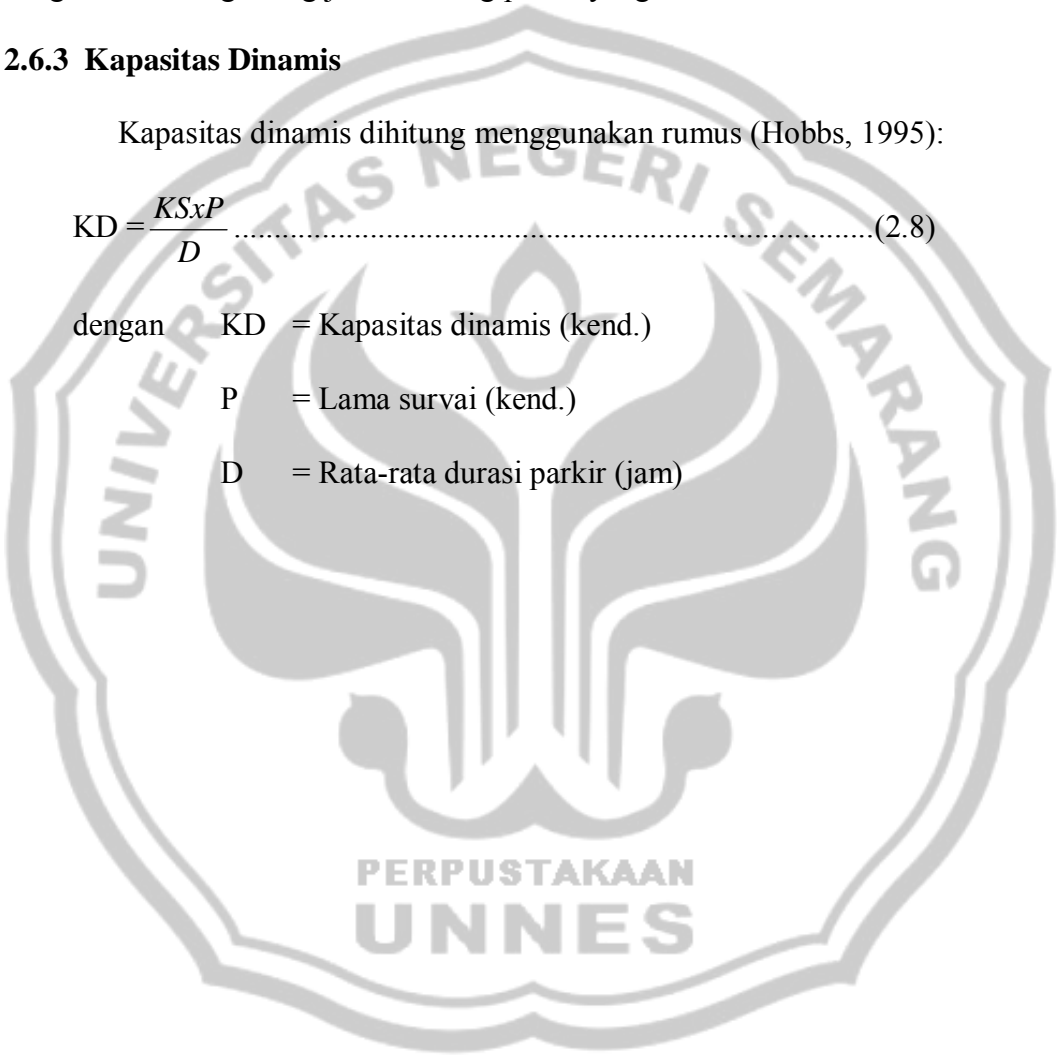 2.6.3 Kapasitas Dinamis
Kapasitas dinamis dihitung menggunakan rumus (Hobbs, 1995):
KD = KSxP / D ...............................................................................(2.8)
dengan KD = Kapasitas dinamis (kend.)
P = Lama survai (kend.)
D = Rata-rata durasi parkir (jam)
UNIVERSITAS NEGERI SEMARANG
PERPUSTAKAAN
UNNES